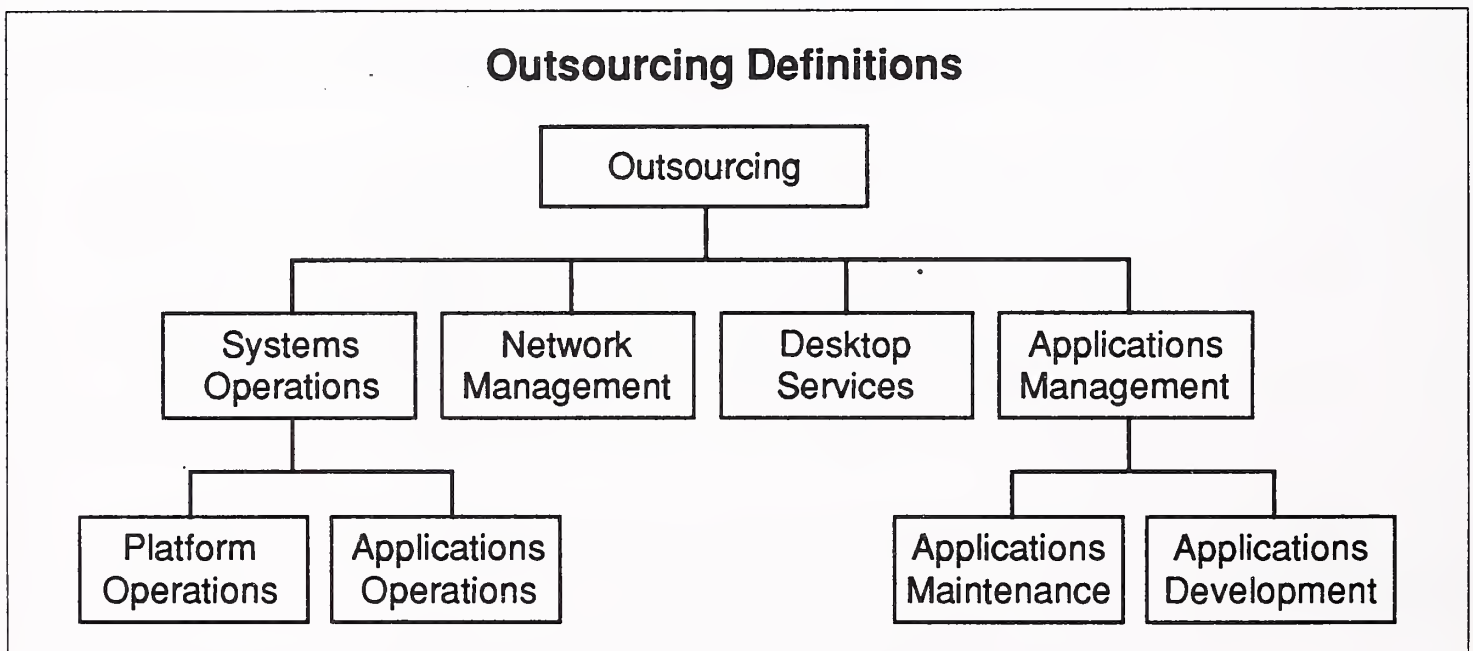 Outsourcing Definitions
Outsourcing
Systems
Operations
Network
Management
Desktop
Services
Applications
Management
Platform
Operations
Applications
Operations
Applications
Maintenance
Applications
Development